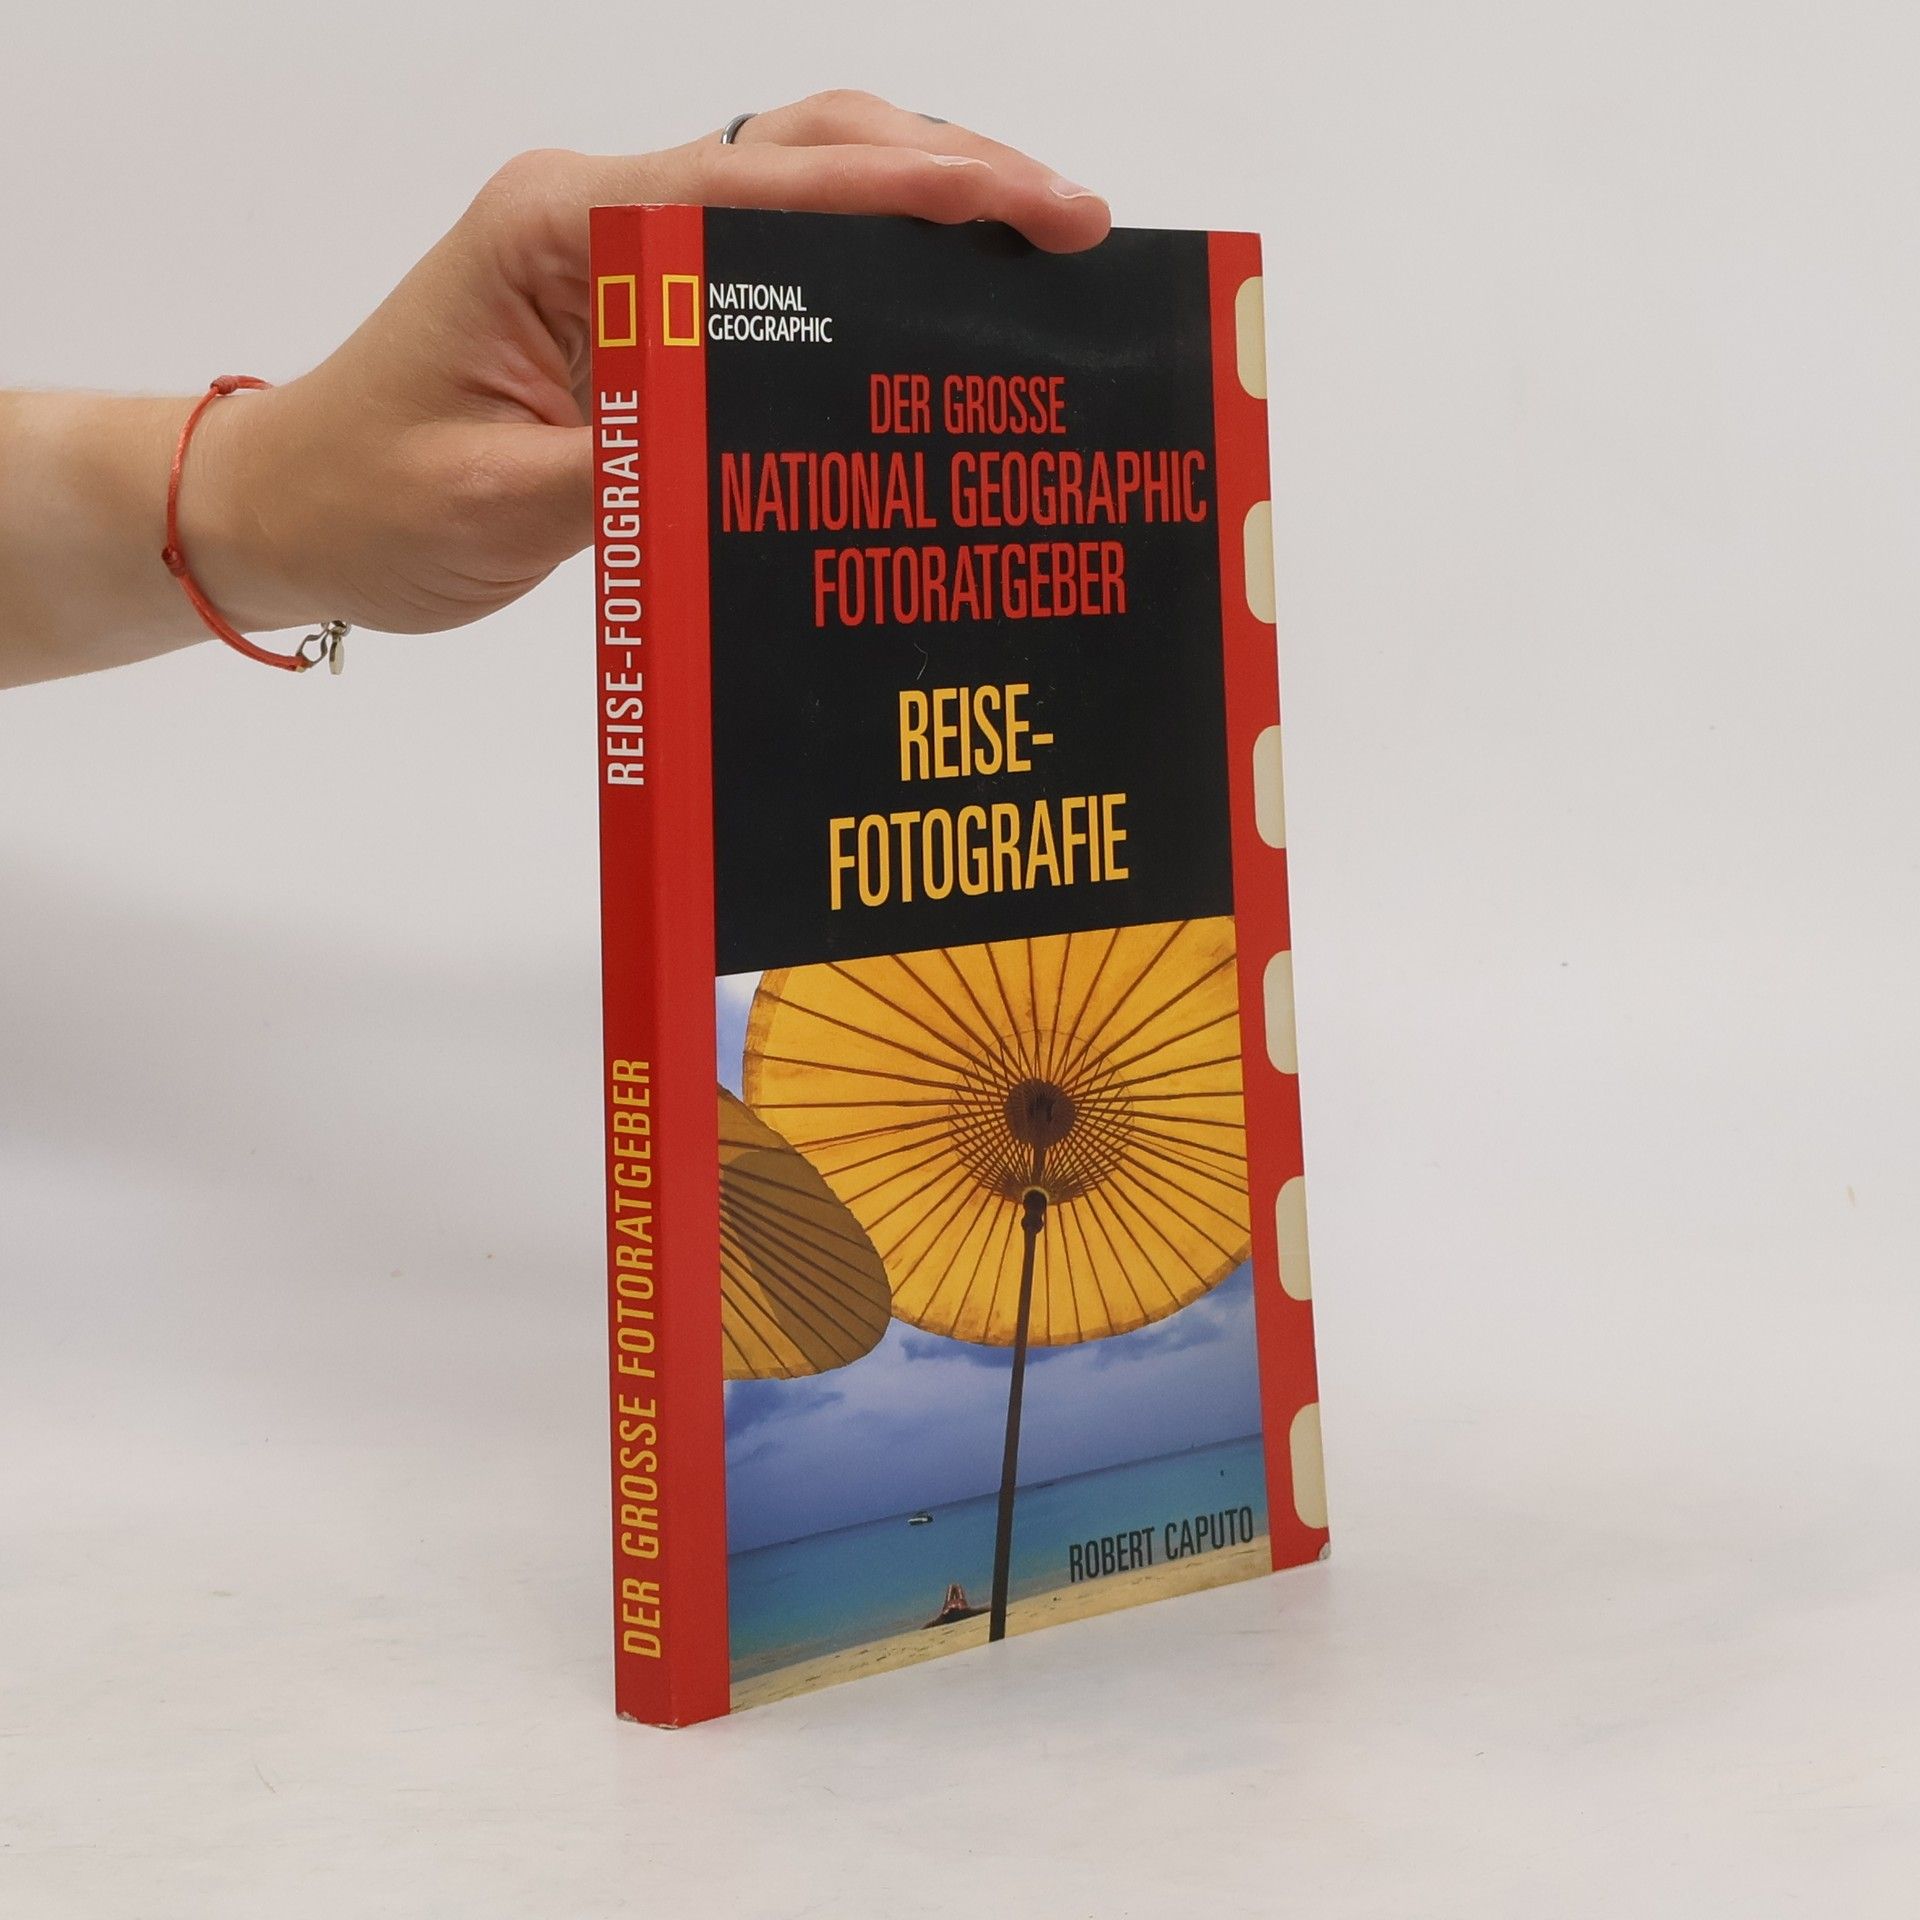 REISE-FOTOGRAFIE
DER GROSSE FOTORATGEBER
NATIONAL
GEOGRAPHIC
DER GROSSE
NATIONAL GEOGRAPHIC
FOTORATGEBER
REISE-
FOTOGRAFIE
ROBERT CAPUTO